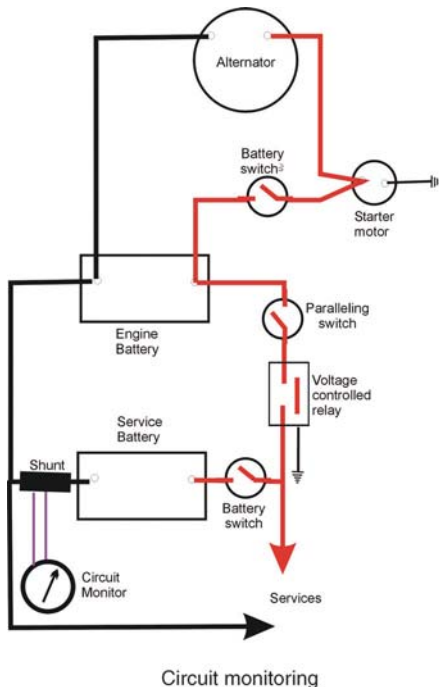 Alternator
Battery
switch2
Starter
motor
Engine
Battery
Paralleling
switch
Voltage
controlled
relay
Service
Battery
Shunt
Battery
switch
Circuit
Monitor
Services
Circuit monitoring